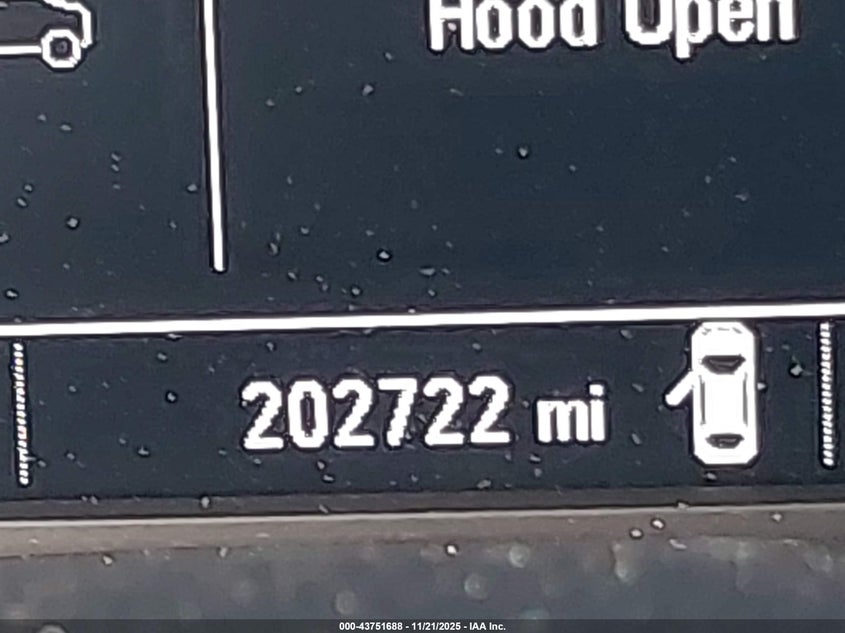 Hood Open
202722 mi
000-43751688 - 11/21/2025 - IAA Inc.